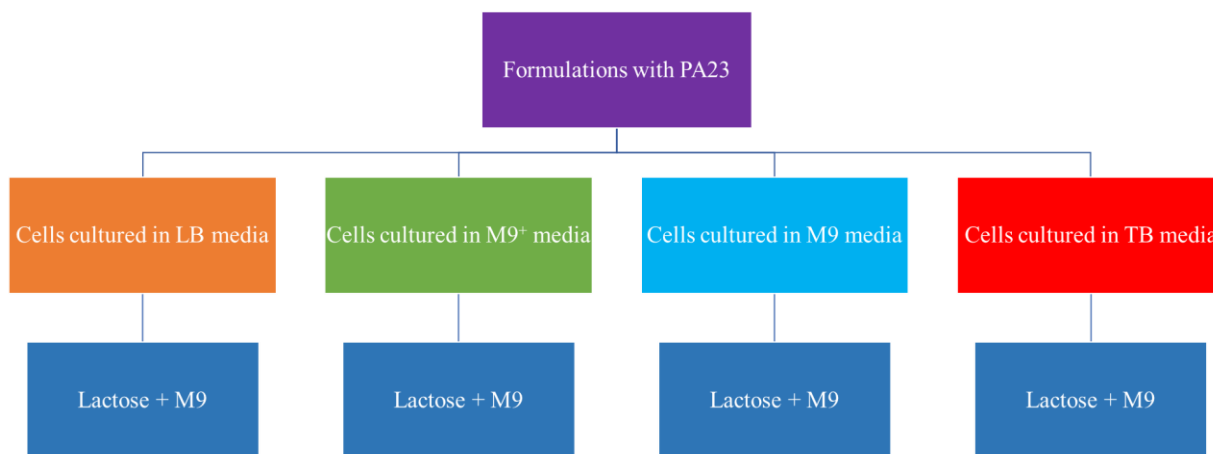 Formulations with PA23
Cells cultured in LB media
Cells cultured in M9⁺ media
Cells cultured in M9 media
Cells cultured in TB media
Lactose + M9
Lactose + M9
Lactose + M9
Lactose + M9